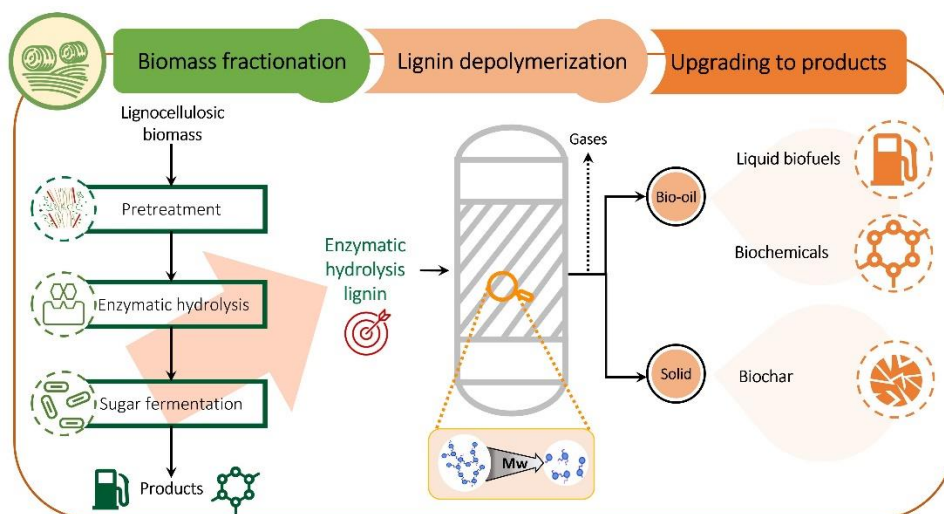 Biomass fractionation
Lignin depolymerization
Upgrading to products
Lignocellulosic
biomass
Pretreatment
Enzymatic hydrolysis
Sugar fermentation
Products
Enzymatic
hydrolysis
lignin
Gases
Mw
Bio-oil
Solid
Liquid biofuels
Biochemicals
Biochar